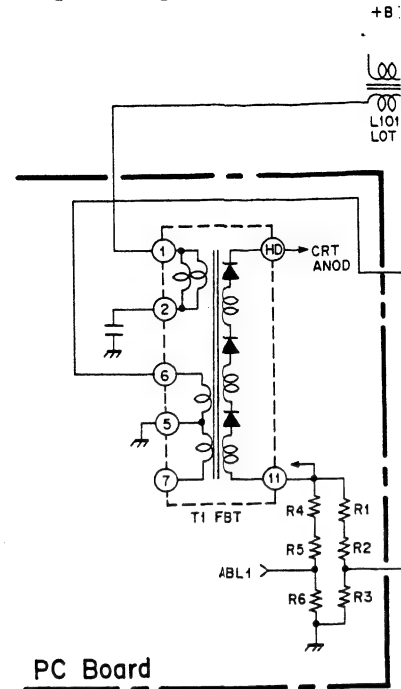 +B
L101
LOT
1
HD
CRT
ANOD
2
6
5
7
11
T1 FBT
R4
R1
R5
R2
ABL1
R6
R3
PC Board